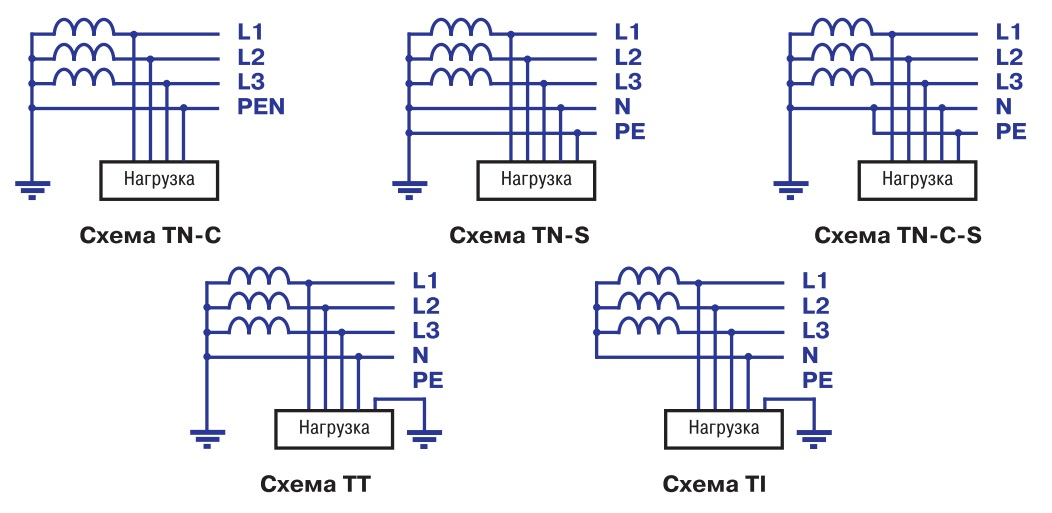 L1
L2
L3
PEN
Нагрузка
Схема TN-C
L1
L2
L3
N
PE
Нагрузка
Схема TN-S
L1
L2
L3
N
PE
Нагрузка
Схема TN-C-S
L1
L2
L3
N
PE
Нагрузка
Схема TT
L1
L2
L3
N
PE
Нагрузка
Схема TI